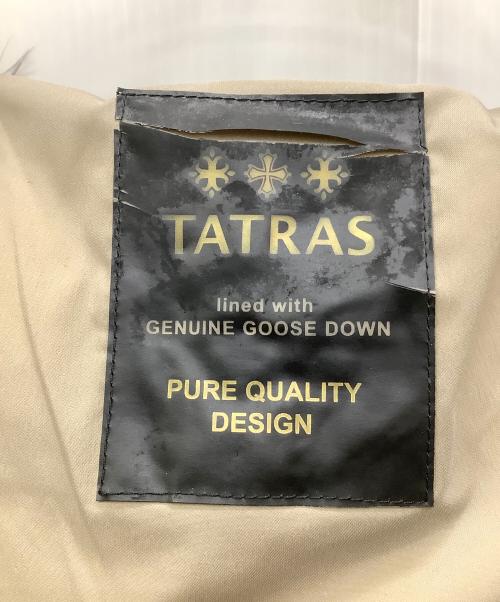 TATRAS
lined with
GENUINE GOOSE DOWN
PURE QUALITY
DESIGN